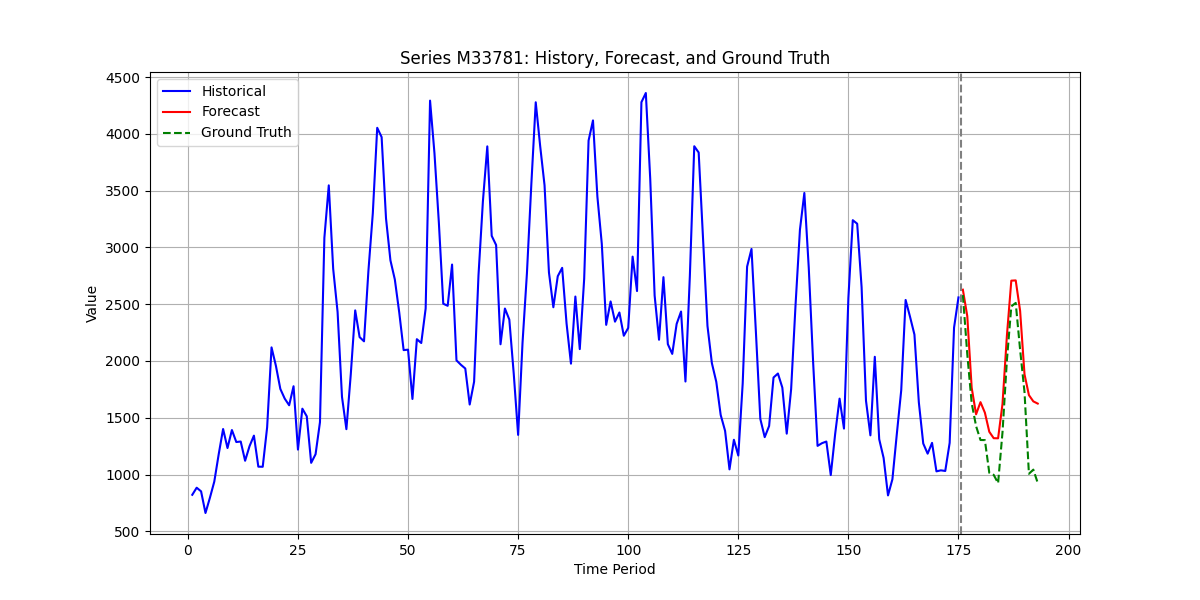 Series M33781: History, Forecast, and Ground Truth
Historical
Forecast
Ground Truth
Value
4500
4000
3500
3000
2500
2000
1500
1000
500
0 25 50 75 100 125 150 175 200
Time Period